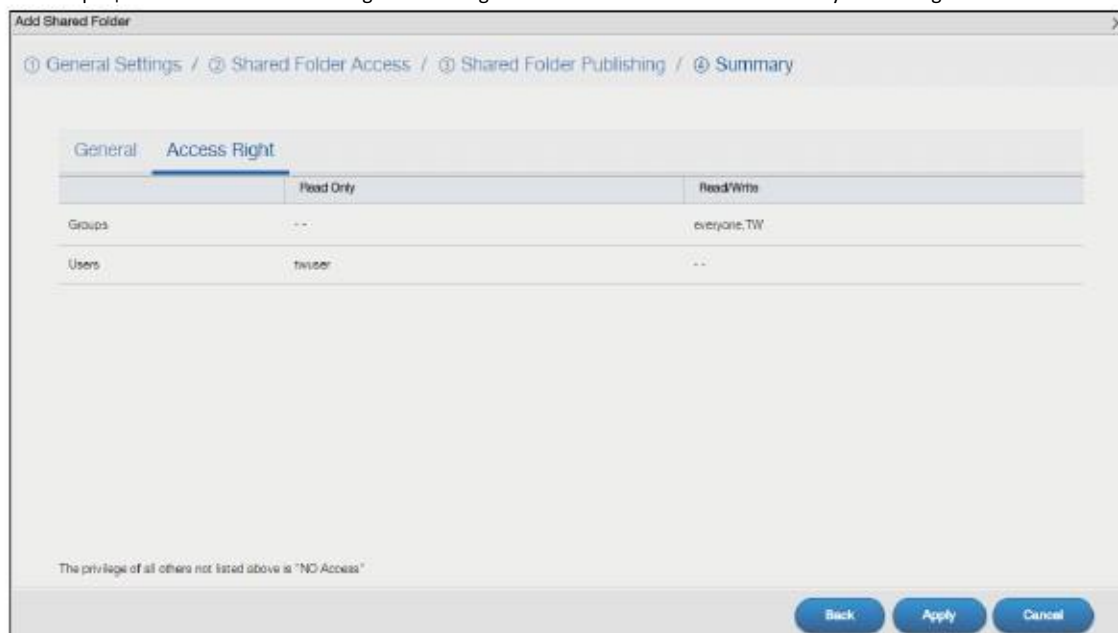 Add Shared Folder
① General Settings / ② Shared Folder Access / ③ Shared Folder Publishing / ④ Summary
General Access Right
Read Only Read/Write
Groups -- everyone,TW
Users twuser --
The privilege of all others not listed above is "NO Access"
Back Apply Cancel